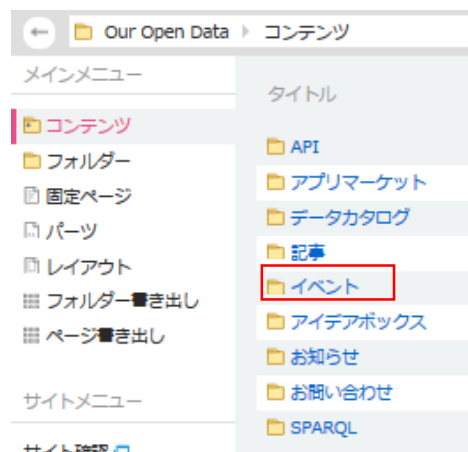 Our Open Data コンテンツ
メインメニュー
コンテンツ
フォルダー
固定ページ
パーツ
レイアウト
フォルダー書き出し
ページ書き出し
サイトメニュー
サイト確認
タイトル
API
アプリマーケット
データカタログ
記事
イベント
アイデアボックス
お知らせ
お問い合わせ
SPARQL